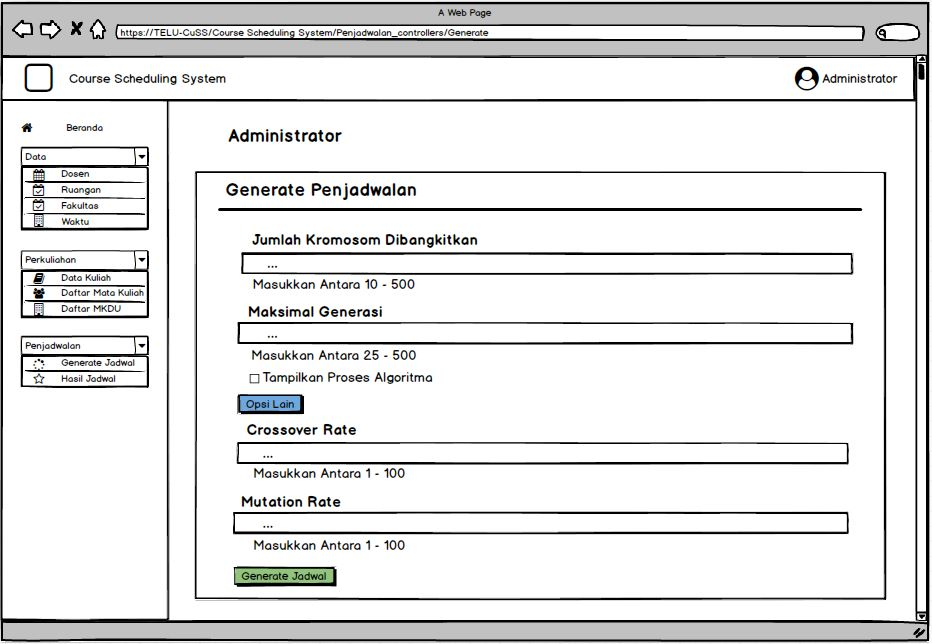 A Web Page
https://TELU-CuSS/Course Scheduling System/Penjadwalan_controllers/Generate
Course Scheduling System
Administrator
Beranda
Data
Dosen
Ruangan
Fakultas
Waktu
Perkuliahan
Data Kuliah
Daftar Mata Kuliah
Daftar MKDU
Penjadwalan
Generate Jadwal
Hasil Jadwal
Administrator
Generate Penjadwalan
Jumlah Kromosom Dibangkitkan
...
Masukkan Antara 10 - 500
Maksimal Generasi
...
Masukkan Antara 25 - 500
Tampilkan Proses Algoritma
Opsi Lain
Crossover Rate
...
Masukkan Antara 1 - 100
Mutation Rate
...
Masukkan Antara 1 - 100
Generate Jadwal